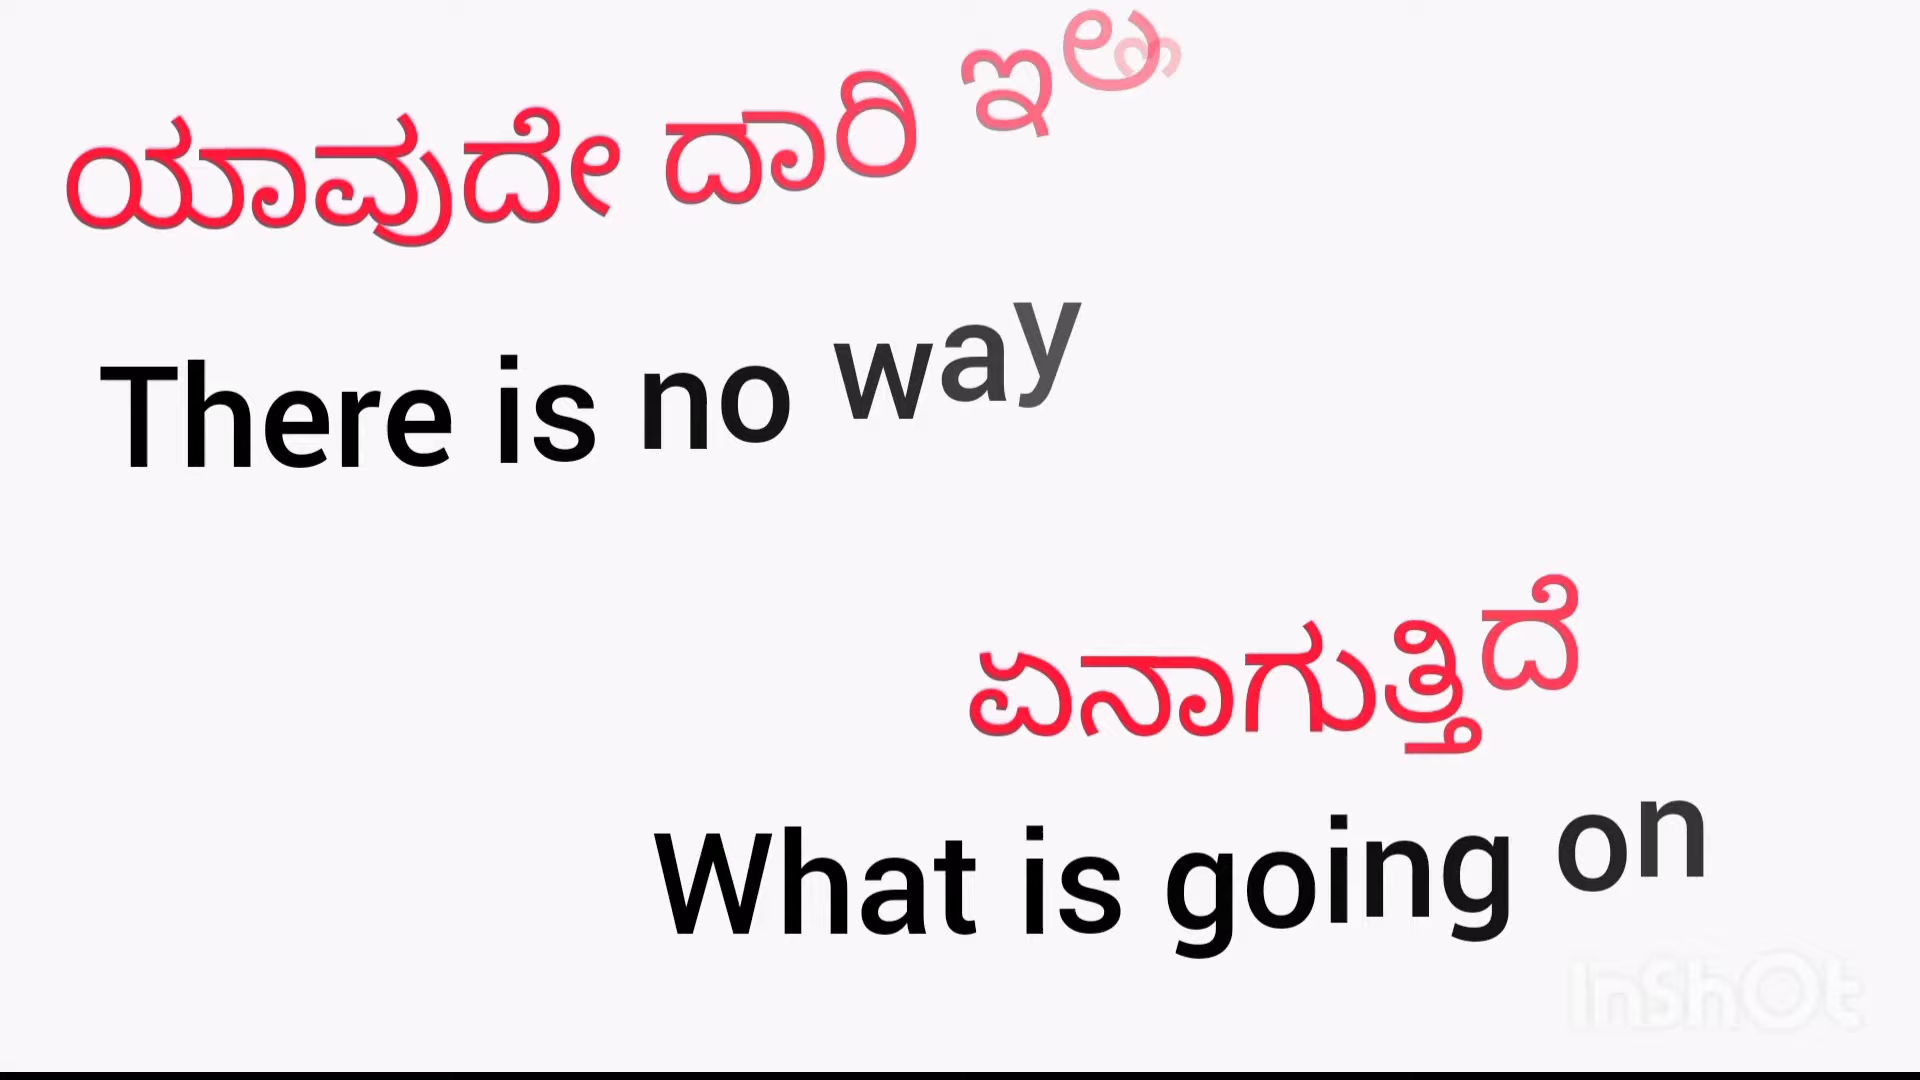 ಯಾವುದೇ ದಾರಿ ಇಲ್ಲ
There is no way
ಏನಾಗುತ್ತಿದೆ
What is going on
InShOt